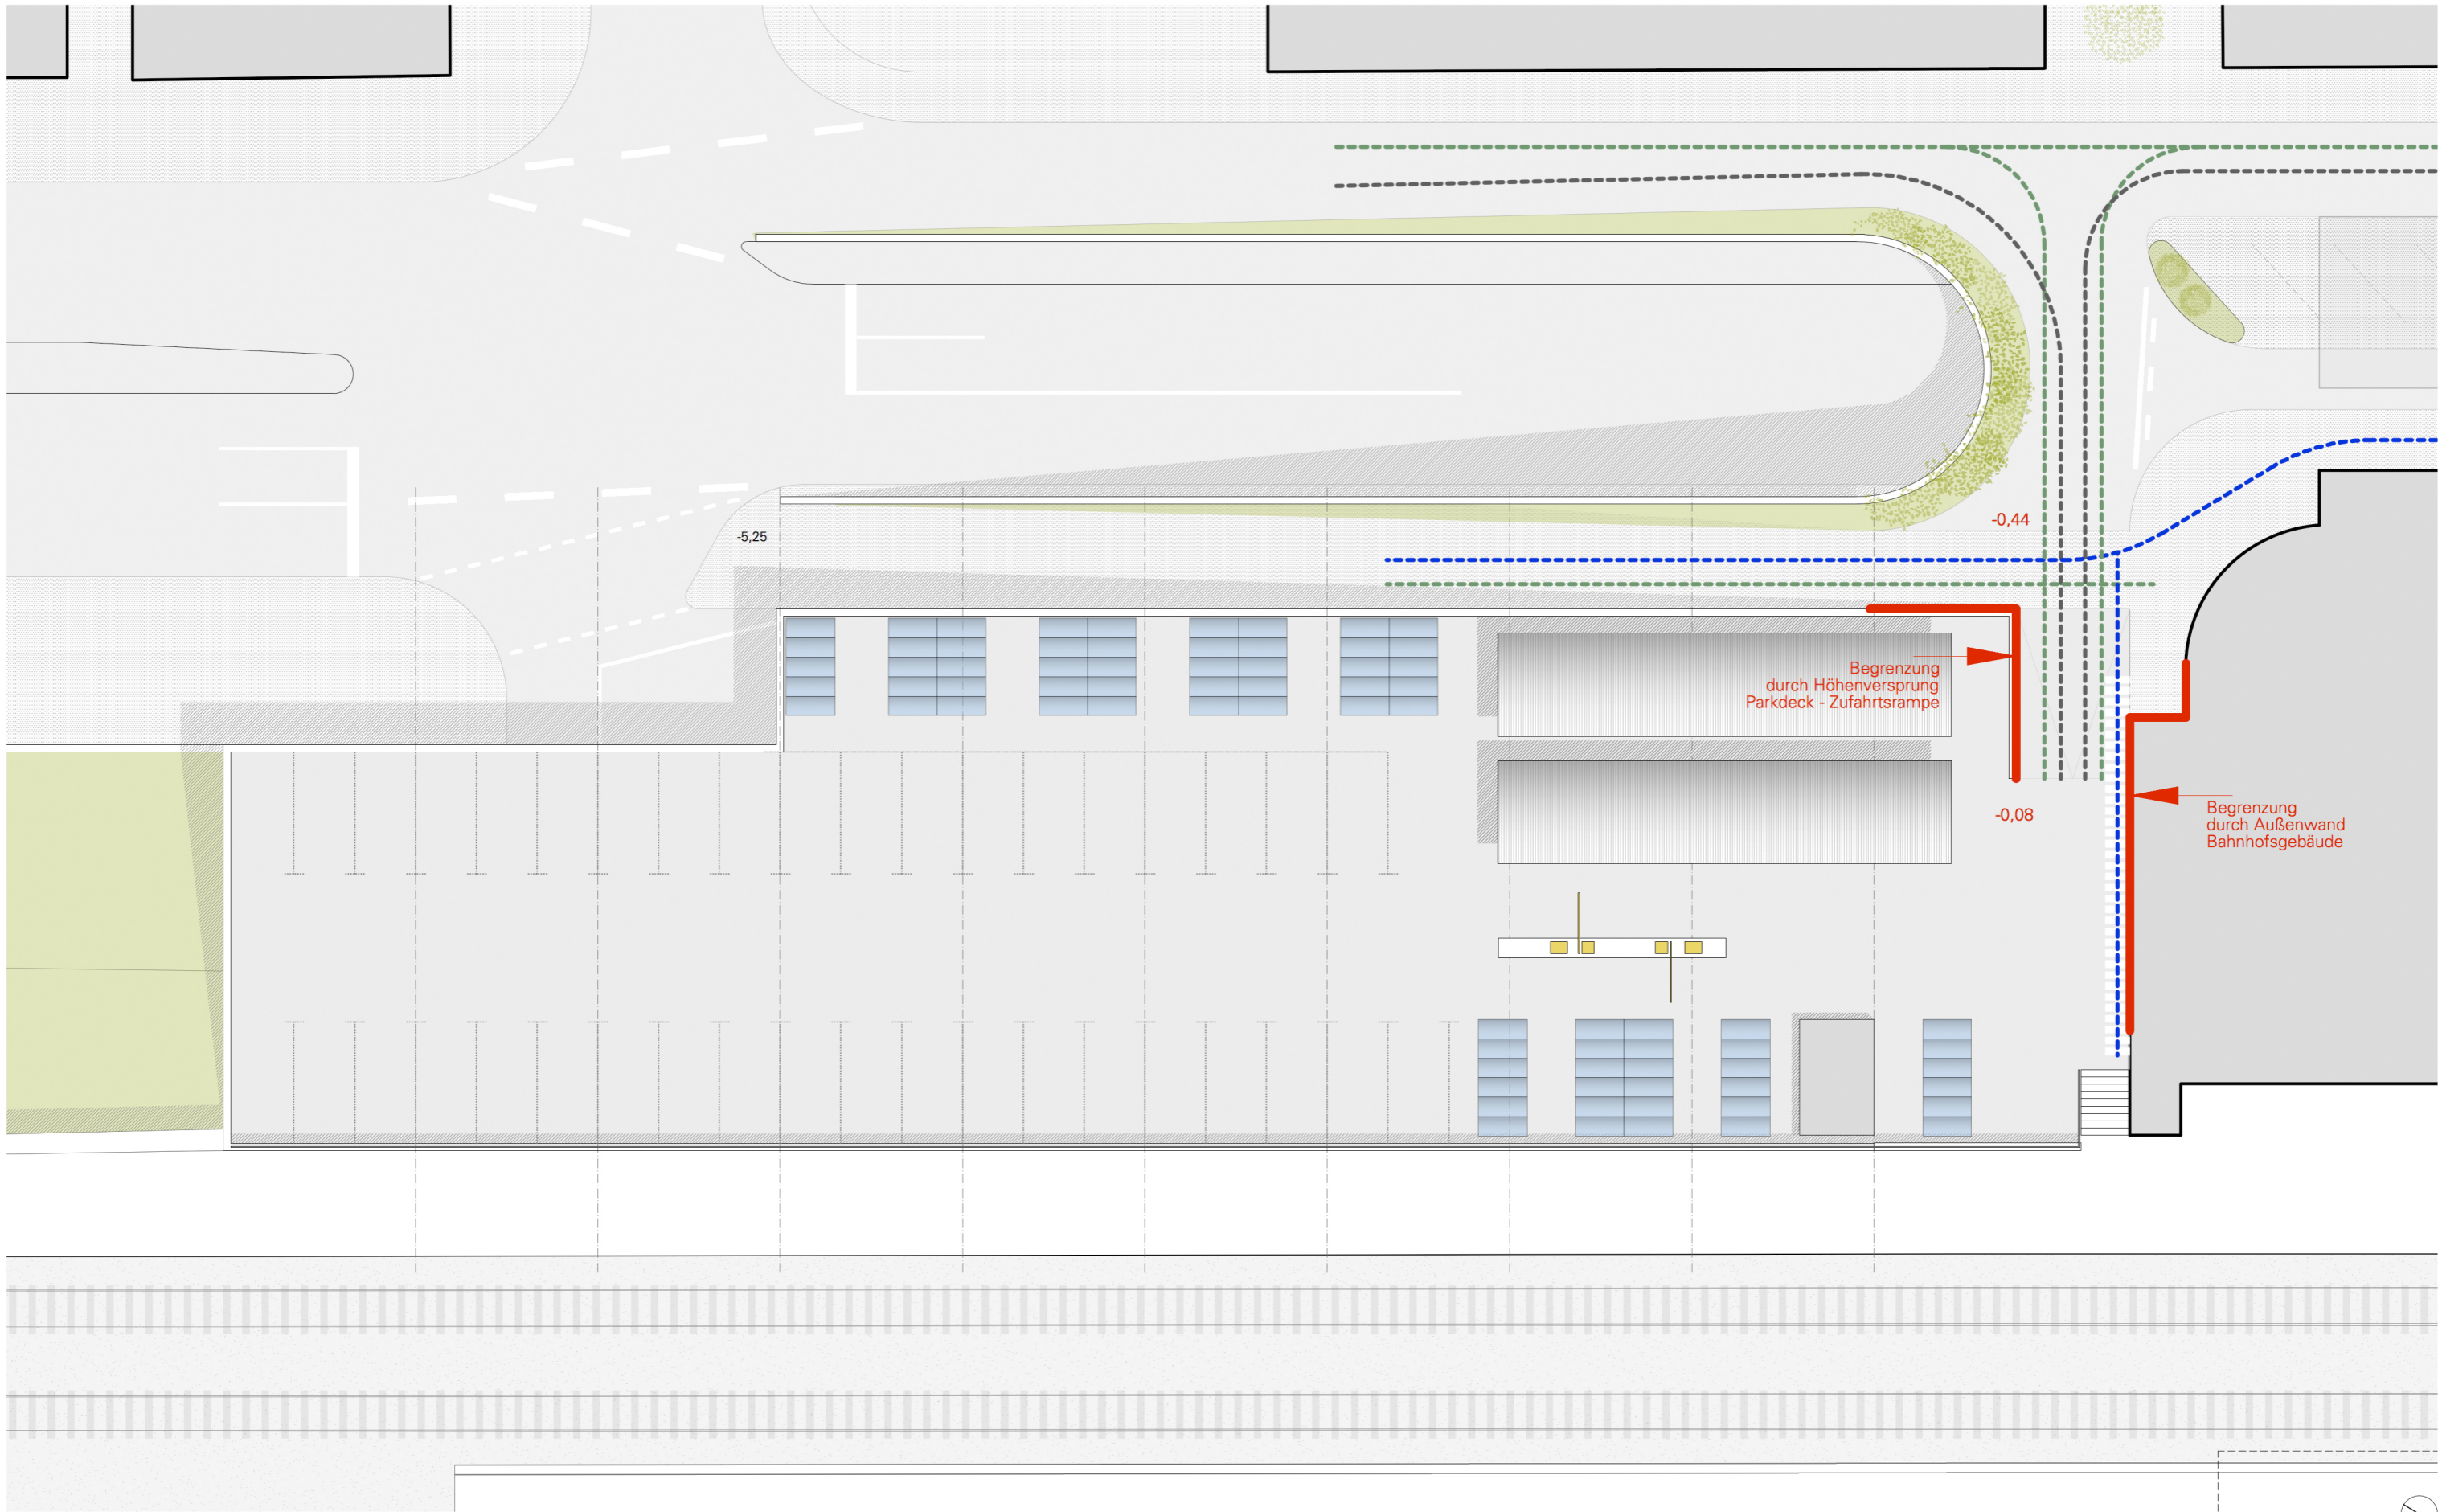 -0,44
-5,25
Begrenzung
durch Höhenversprung
Parkdeck - Zufahrtsrampe
-0,08
Begrenzung
durch Außenwand
Bahnhofsgebäude